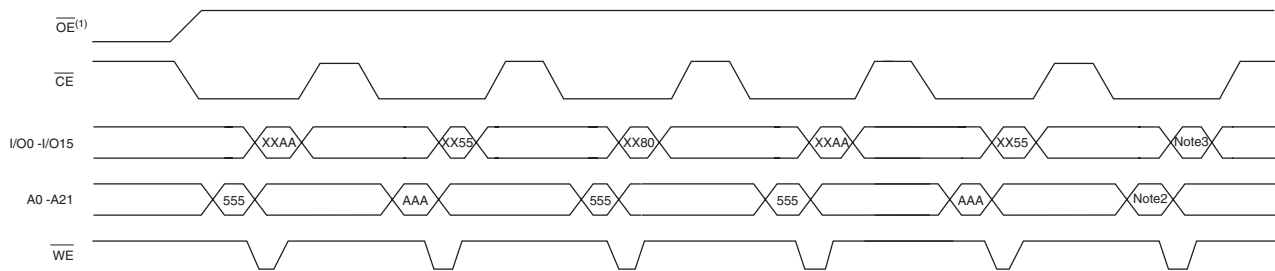 OE(1)
CE
I/O0 -I/O15
XXAA
XX55
XX80
XXAA
XX55
Note3
A0 -A21
555
AAA
555
555
AAA
Note2
WE